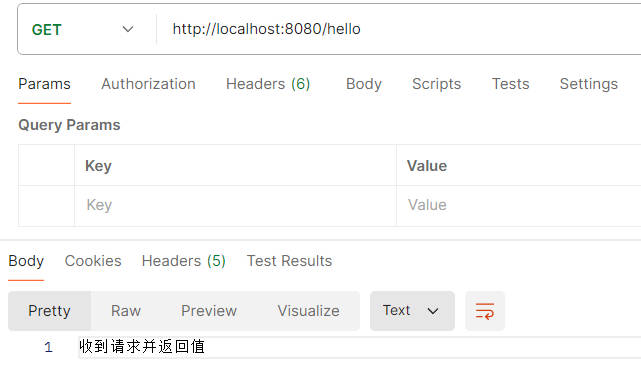 GET http://localhost:8080/hello
Params Authorization Headers (6) Body Scripts Tests Settings
Query Params
Key Value
Key Value
Body Cookies Headers (5) Test Results
Pretty Raw Preview Visualize Text
1 收到请求并返回值